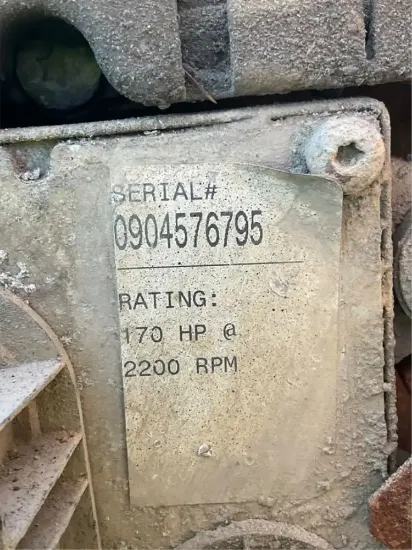 SERIAL#
0904576795
RATING:
170 HP @
2200 RPM